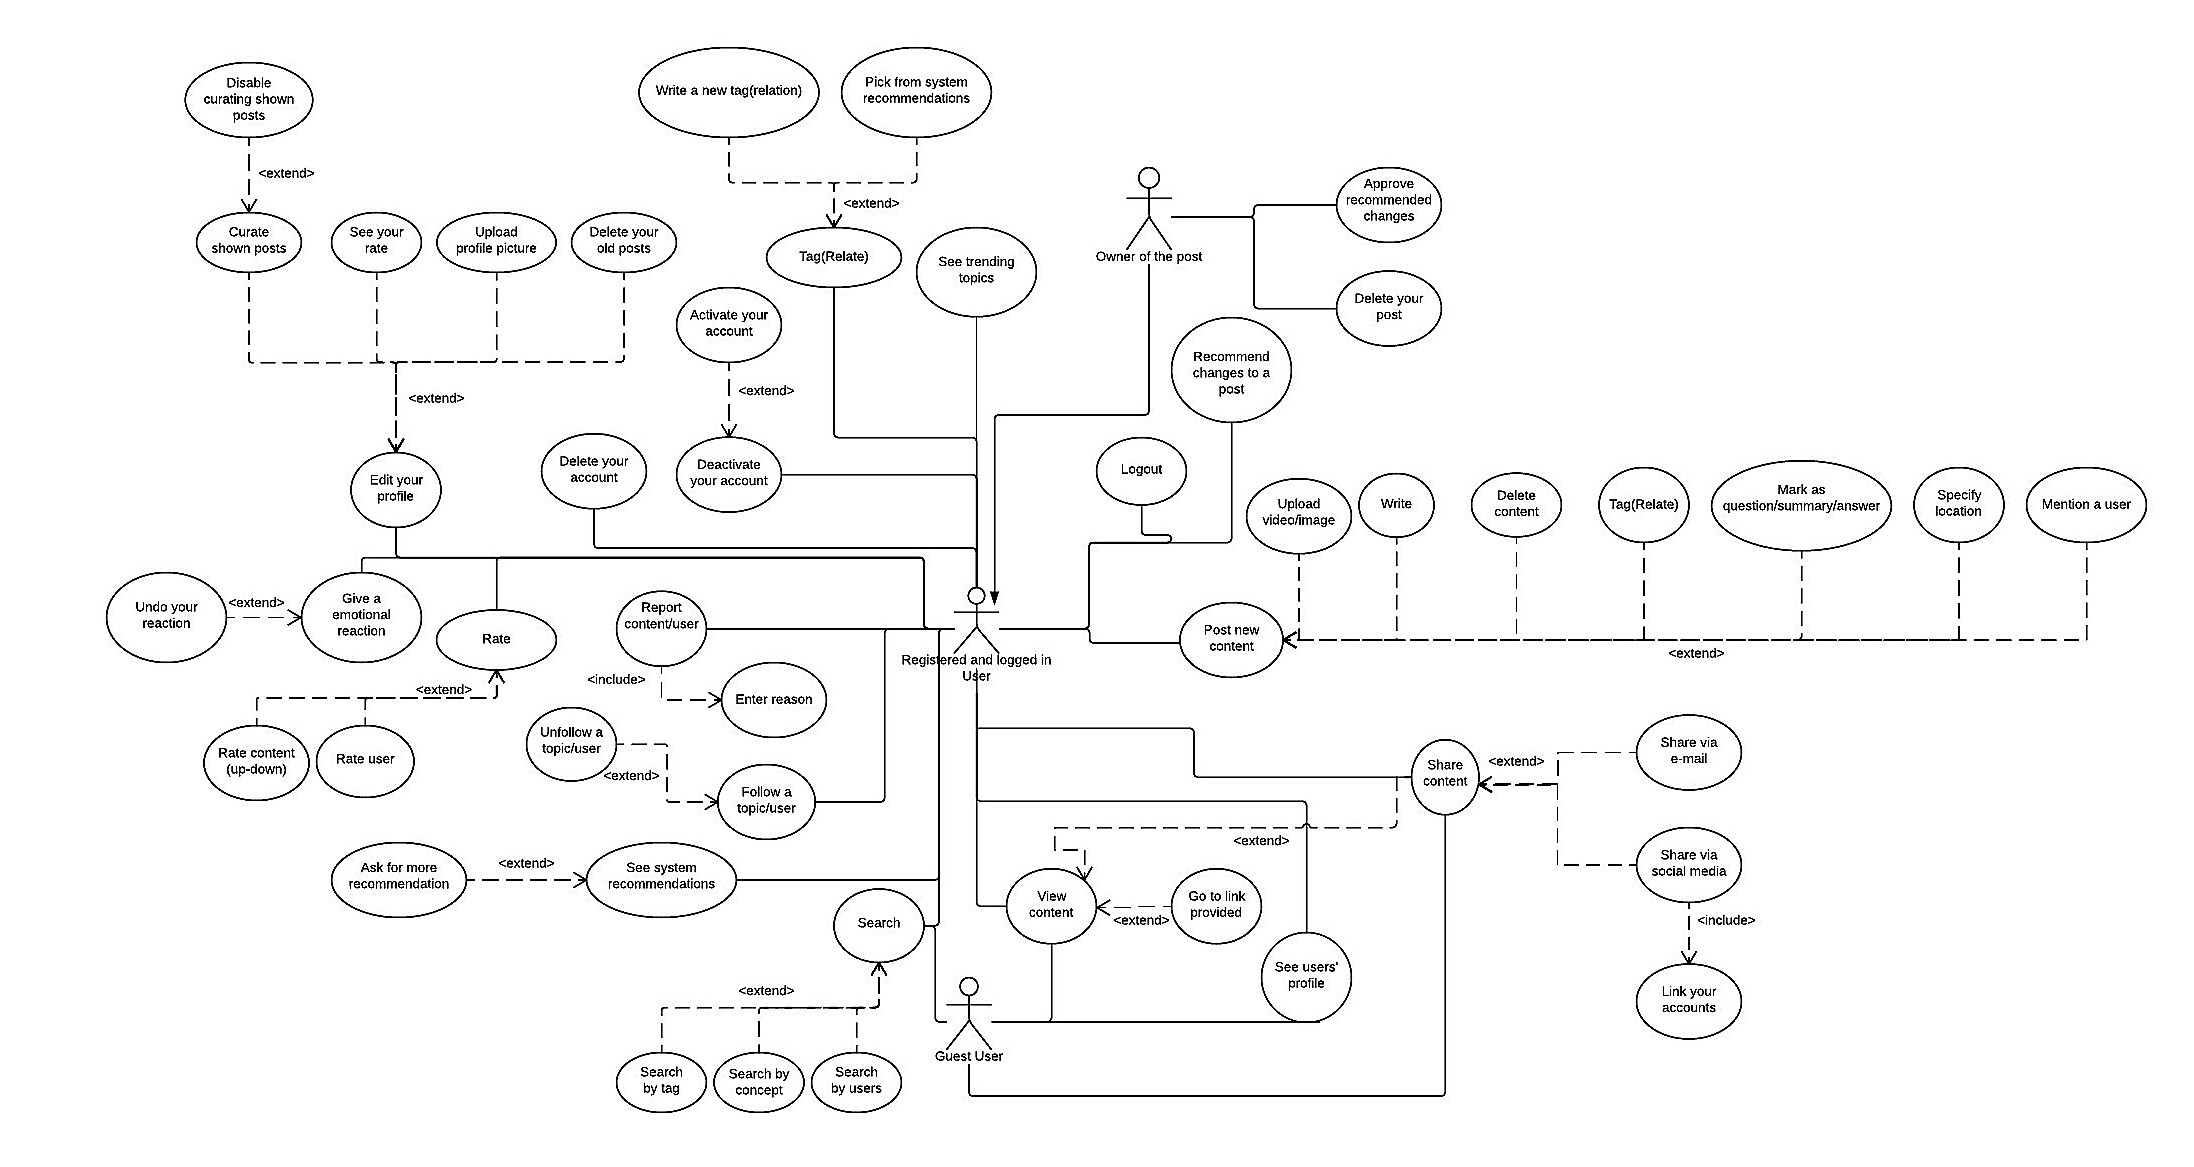 Disable
curating shown
posts
Write a new tag(relation)
Pick from system
recommendations
<extend>
<extend>
Approve
recommended
changes
Curate
shown posts
See your
rate
Upload
profile picture
Delete your
old posts
Tag(Relate)
See trending
topics
Owner of the post
Delete your
post
Activate your
account
Recommend
changes to a
post
<extend>
<extend>
Edit your
profile
Delete your
account
Deactivate
your account
Logout
Upload
video/image
Write
Delete
content
Tag(Relate)
Mark as
question/summary/answer
Specify
location
Mention a user
Undo your
reaction
<extend>
Give a
emotional
reaction
Rate
Report
content/user
Registered and logged in
User
Post new
content
<extend>
<include>
Enter reason
<extend>
Rate content
(up-down)
Rate user
Unfollow a
topic/user
<extend>
Follow a
topic/user
Share
content
<extend>
Share via
e-mail
<extend>
Ask for more
recommendation
<extend>
See system
recommendations
Share via
social media
Search
View
content
<extend>
Go to link
provided
<include>
See users'
profile
<extend>
Link your
accounts
Guest User
Search
by tag
Search by
concept
Search
by users